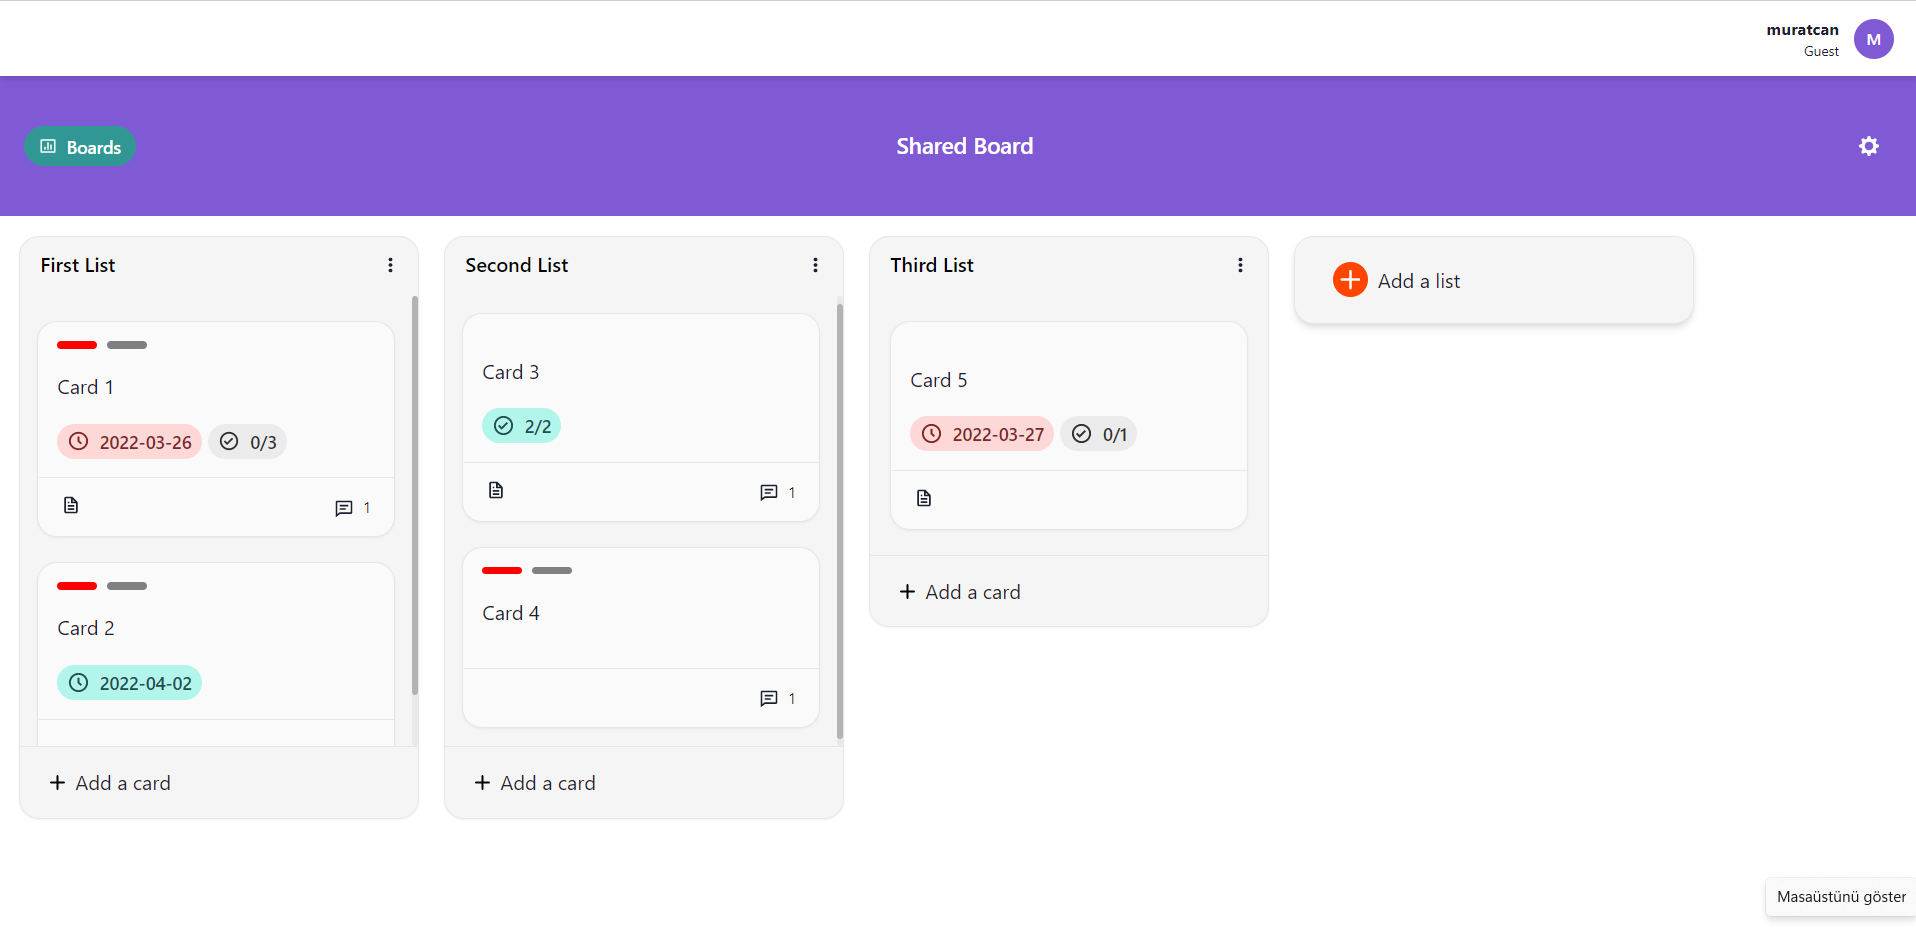 muratcan
Guest
M
Boards
Shared Board
First List
Card 1
2022-03-26
0/3
1
Card 2
2022-04-02
Add a card
Second List
Card 3
2/2
1
Card 4
1
Add a card
Third List
Card 5
2022-03-27
0/1
Add a card
Add a list
Masaüstünü göster